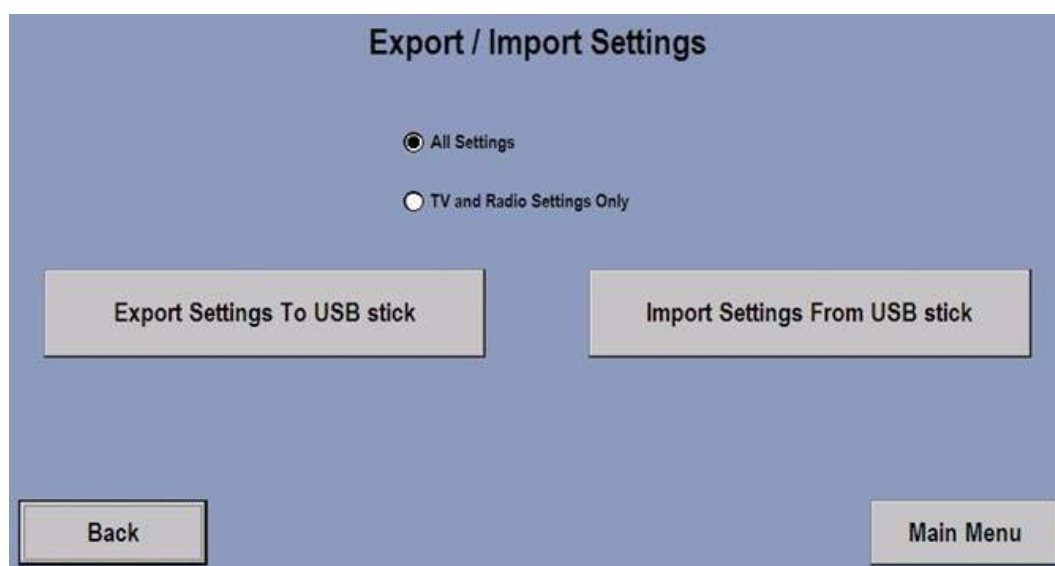 Export / Import Settings
All Settings
TV and Radio Settings Only
Export Settings To USB stick
Import Settings From USB stick
Back
Main Menu